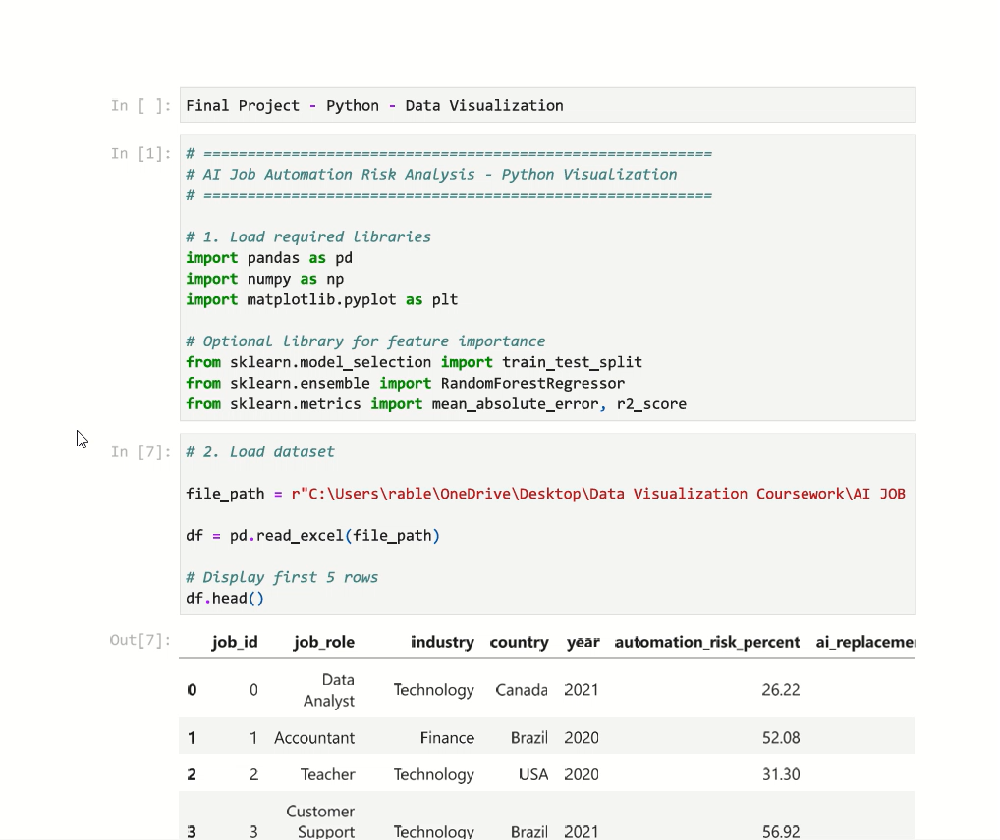 In [ ]: Final Project - Python - Data Visualization
In [1]: # ==========================================================
# AI Job Automation Risk Analysis - Python Visualization
# ==========================================================
# 1. Load required libraries
import pandas as pd
import numpy as np
import matplotlib.pyplot as plt
# Optional library for feature importance
from sklearn.model_selection import train_test_split
from sklearn.ensemble import RandomForestRegressor
from sklearn.metrics import mean_absolute_error, r2_score
In [7]: # 2. Load dataset
file_path = r"C:\Users\rable\OneDrive\Desktop\Data Visualization Coursework\AI JOB
df = pd.read_excel(file_path)
# Display first 5 rows
df.head()
Out[7]: job_id job_role industry country year automation_risk_percent ai_replaceme
0 0 Data Analyst Technology Canada 2021 26.22
1 1 Accountant Finance Brazil 2020 52.08
2 2 Teacher Technology USA 2020 31.30
3 3 Customer Support Technology Brazil 2021 56.92